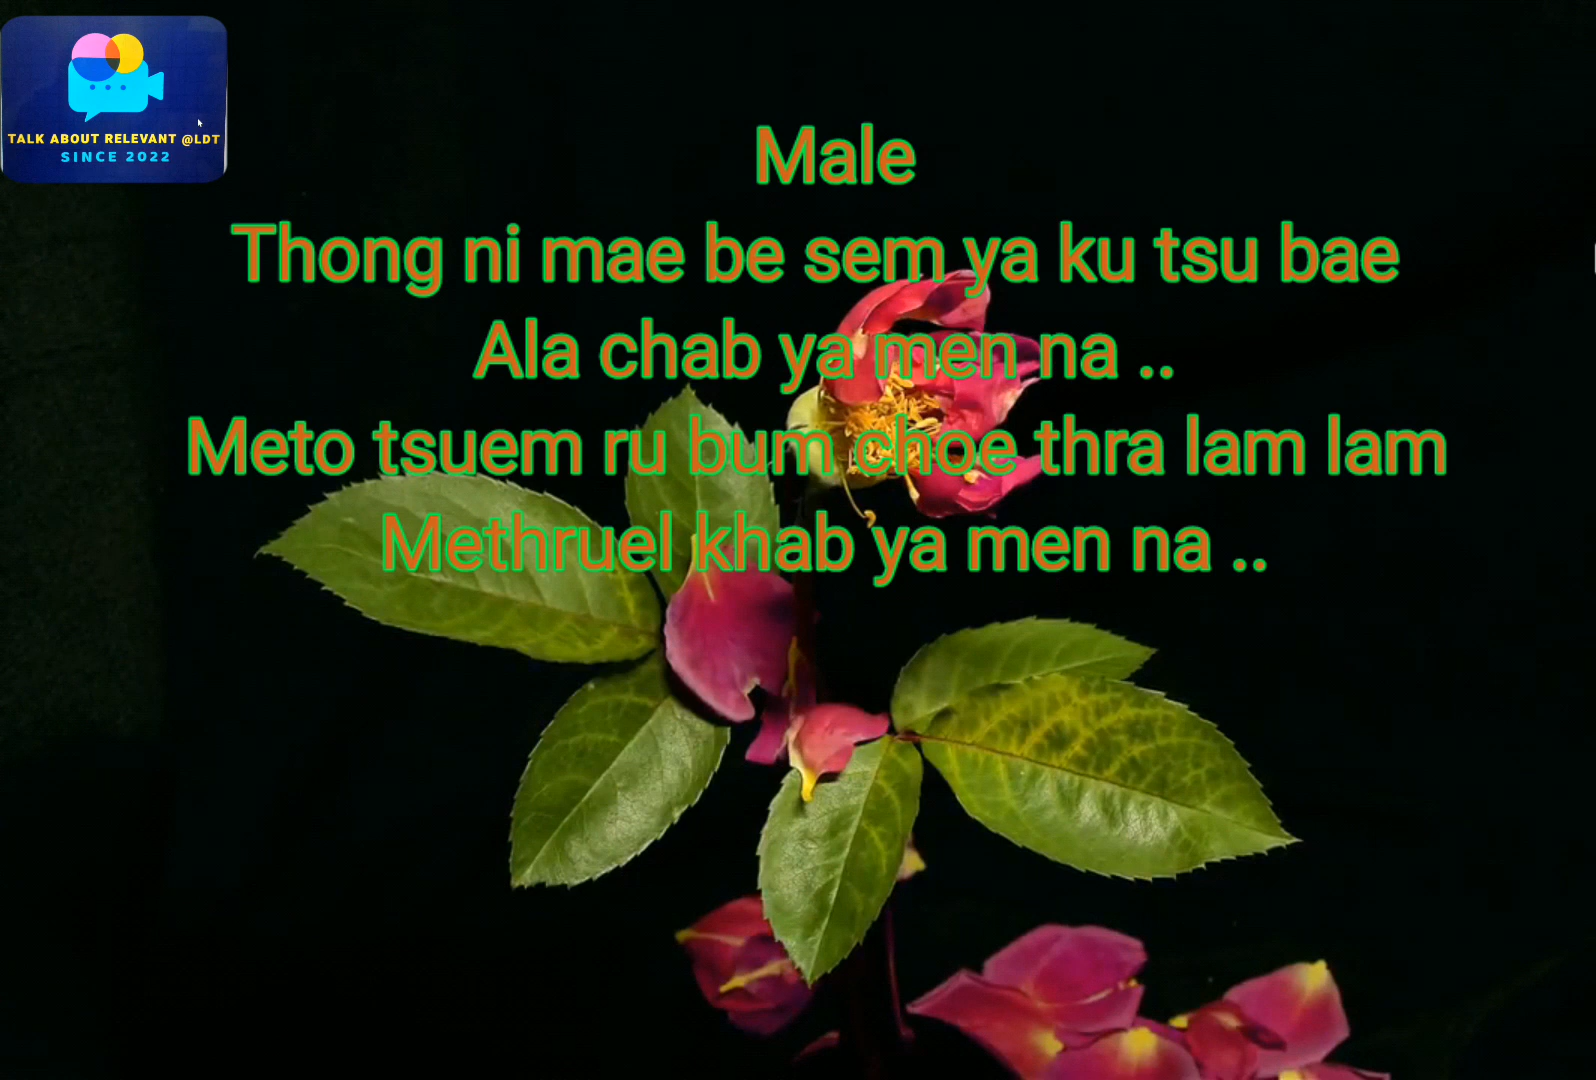 TALK ABOUT RELEVANT @LDT
SINCE 2022
Male
Thong ni mae be sem ya ku tsu bae
Ala chab ya men na ..
Meto tsuem ru bum choe thra lam lam
Methruel khab ya men na ..